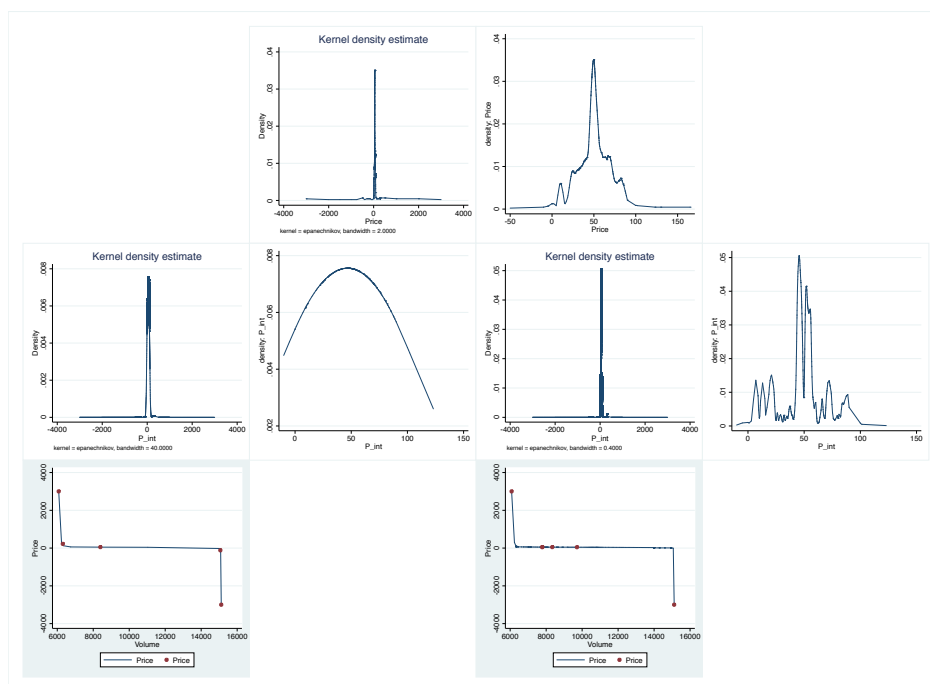 Kernel density estimate
Density
0 .01 .02 .03 .04
-4000 -2000 0 2000 4000
Price
kernel = epanechnikov, bandwidth = 2.0000
density: Price
0 .01 .02 .03 .04
-50 0 50 100 150
Price
Kernel density estimate
Density
0 .002 .004 .006 .008
-4000 -2000 0 2000 4000
P_int
kernel = epanechnikov, bandwidth = 40.0000
density: P_int
.002 .004 .006 .008
0 50 100 150
P_int
Kernel density estimate
Density
0 .01 .02 .03 .04 .05
-4000 -2000 0 2000 4000
P_int
kernel = epanechnikov, bandwidth = 0.4000
density: P_int
0 .01 .02 .03 .04 .05
0 50 100 150
P_int
Price
-4000 -2000 0 2000 4000
6000 8000 10000 12000 14000 16000
Volume
Price Price
Price
-4000 -2000 0 2000 4000
6000 8000 10000 12000 14000 16000
Volume
Price Price